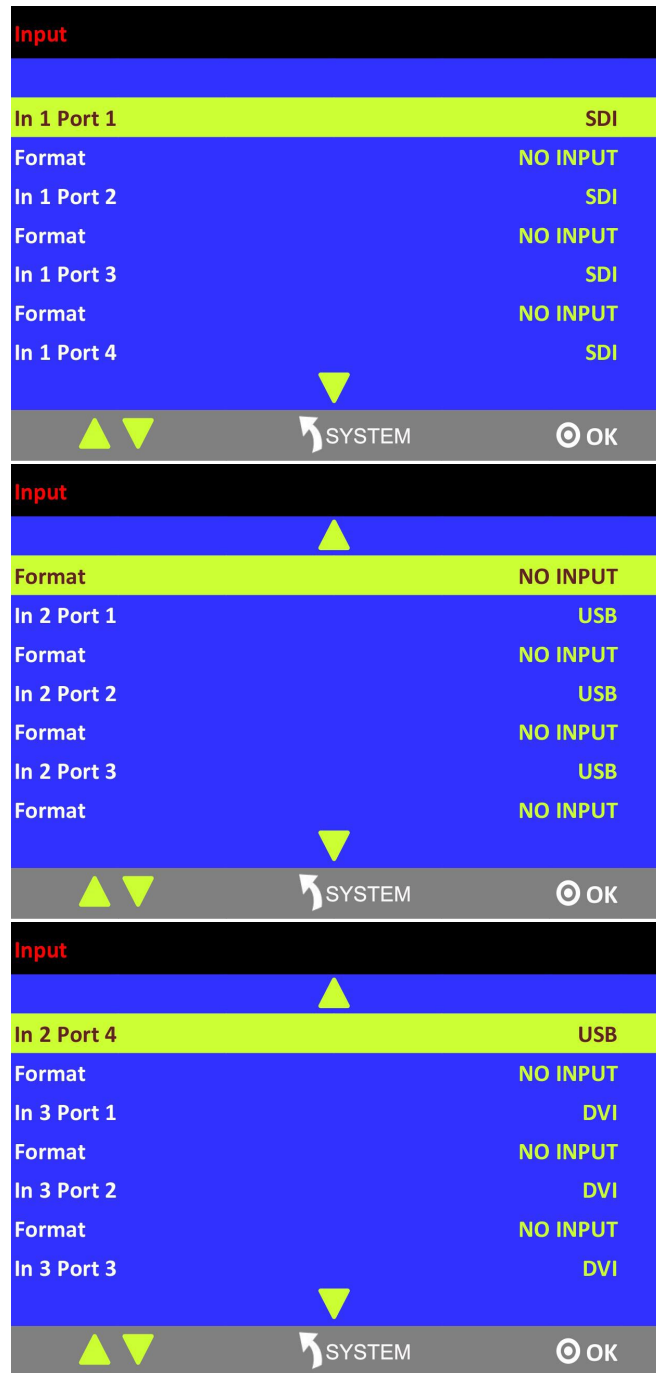 Input
In 1 Port 1 SDI
Format NO INPUT
In 1 Port 2 SDI
Format NO INPUT
In 1 Port 3 SDI
Format NO INPUT
In 1 Port 4 SDI
SYSTEM OK
Input
Format NO INPUT
In 2 Port 1 USB
Format NO INPUT
In 2 Port 2 USB
Format NO INPUT
In 2 Port 3 USB
Format NO INPUT
SYSTEM OK
Input
In 2 Port 4 USB
Format NO INPUT
In 3 Port 1 DVI
Format NO INPUT
In 3 Port 2 DVI
Format NO INPUT
In 3 Port 3 DVI
SYSTEM OK